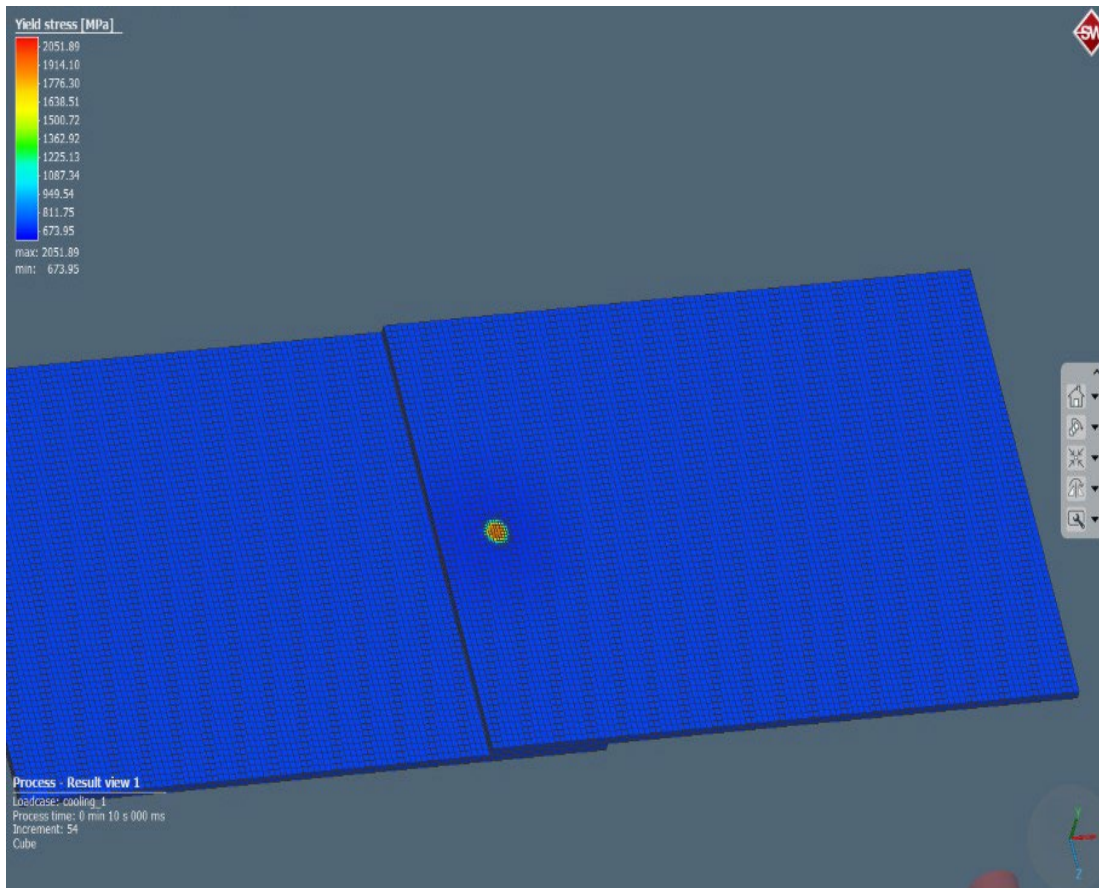 Yield stress [MPa]
2051.89
1914.10
1776.30
1638.51
1500.72
1362.92
1225.13
1087.34
949.54
811.75
673.95
max: 2051.89
min: 673.95
SW
Process - Result view 1
Loadcase: cooling_1
Process time: 0 min 10 s 000 ms
Increment: 54
Cube
Y
Z